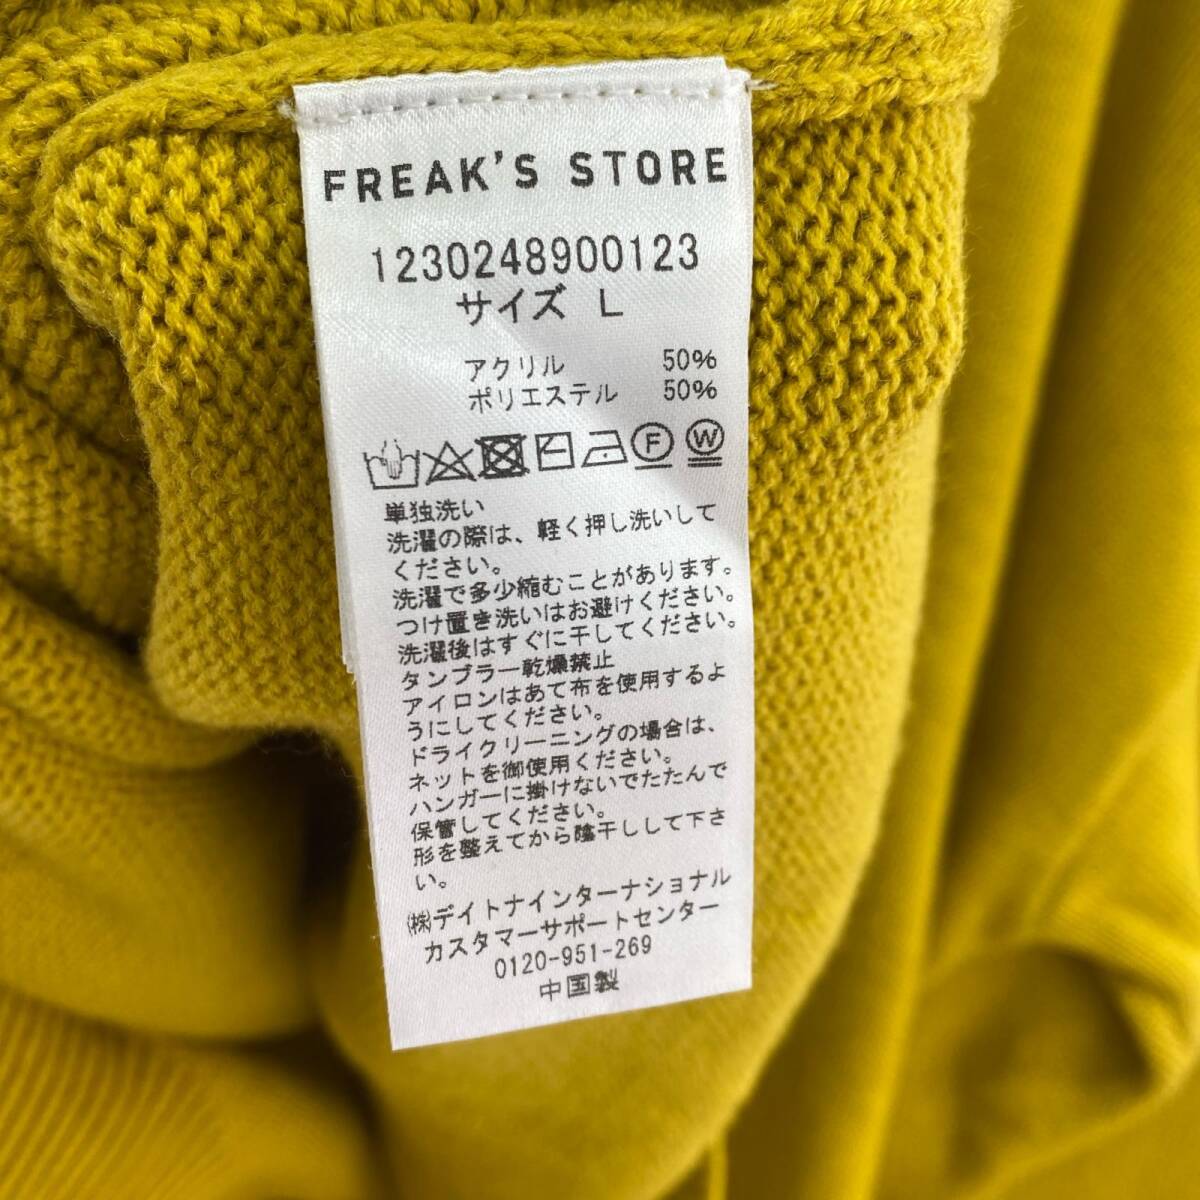 FREAK'S STORE
1230248900123
サイズ L
アクリル 50%
ポリエステル 50%
F W
単独洗い
洗濯の際は、軽く押し洗いして
ください。
洗濯で多少縮むことがあります。
つけ置き洗いはお避けください。
洗濯後はすぐに干してください。
タンブラー乾燥禁止
アイロンはあて布を使用するよ
うにしてください。
ドライクリーニングの場合は、
ネットを御使用ください。
ハンガーに掛けないでたたんで
保管してください。
形を整えてから陰干しして下さ
い。
㈱デイトナインターナショナル
カスタマーサポートセンター
0120-951-269
中国製